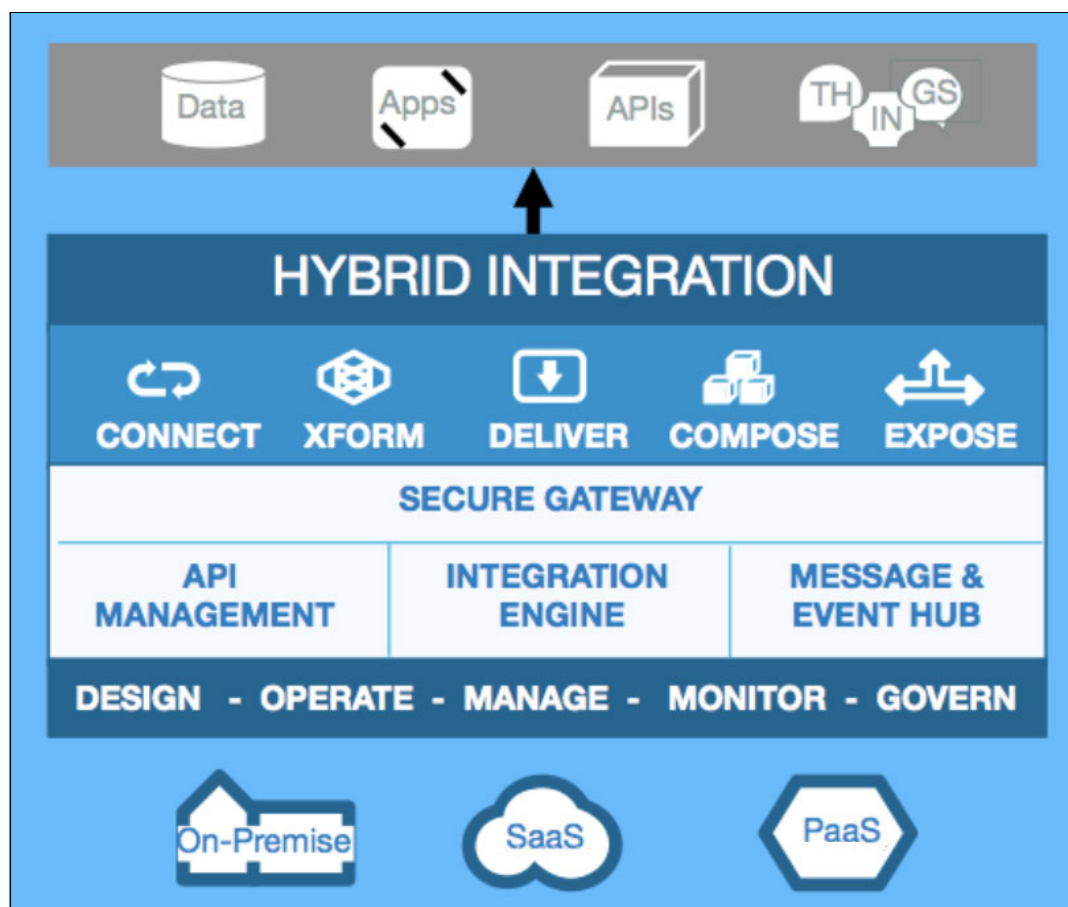 Data
Apps
APIs
TH
IN
GS
HYBRID INTEGRATION
CONNECT XFORM DELIVER COMPOSE EXPOSE
SECURE GATEWAY
API
MANAGEMENT
INTEGRATION
ENGINE
MESSAGE &
EVENT HUB
DESIGN - OPERATE - MANAGE - MONITOR - GOVERN
On-Premise
SaaS
PaaS